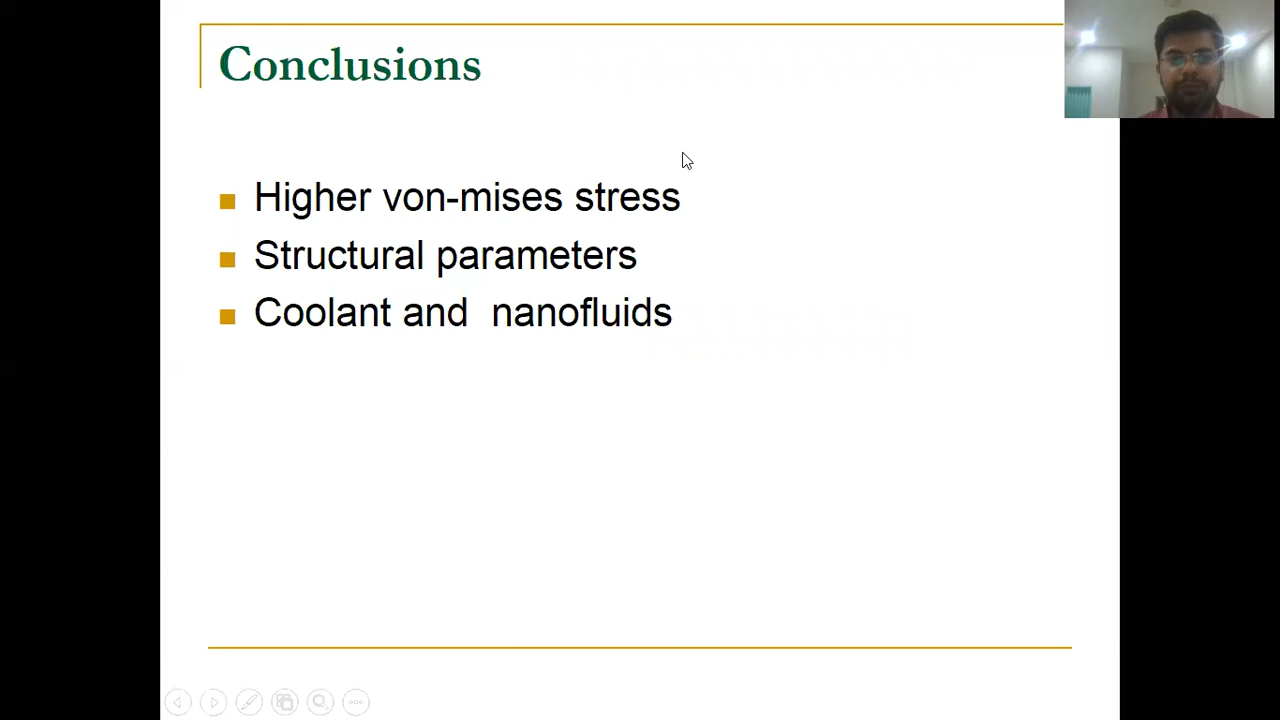 Conclusions
Higher von-mises stress
Structural parameters
Coolant and  nanofluids